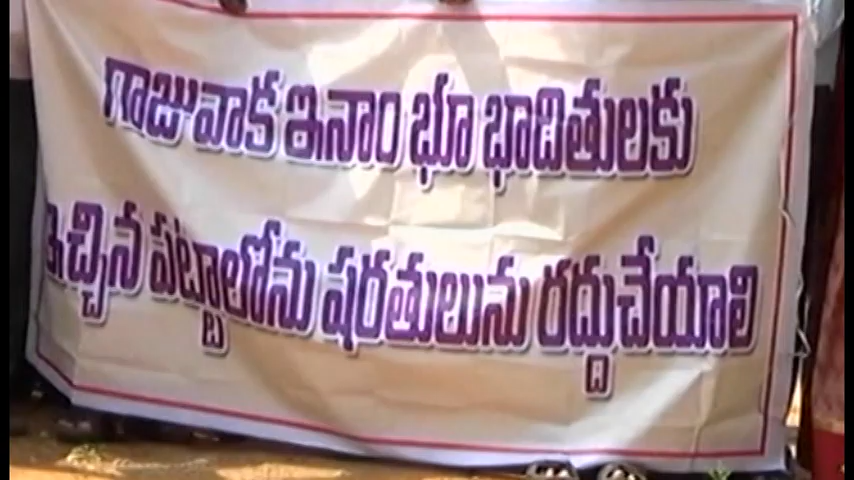 గాజువాక ఇనాం భూ బాదితులకు
ఇచ్చిన పట్టాలోను షరతులును రద్దుచేయాలి